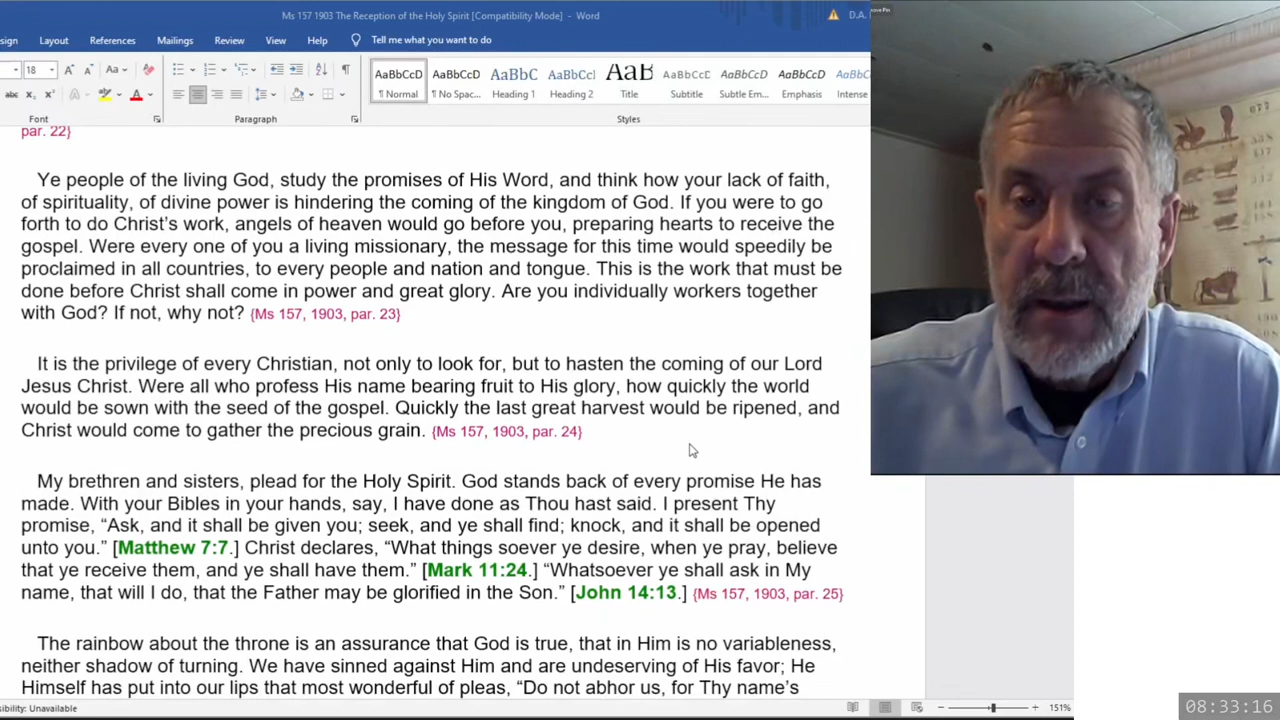 Ms 157 1903 The Reception of the Holy Spirit [Compatibility Mode] - Word
D.A.
sign Layout References Mailings Review View Help Tell me what you want to do
18 Aa
AaBbCcD AaBbCcD AaBbC AaBbCcl AaB AaBbCcD AaBbCcD AaBbCcD AaBbCc
¶ Normal ¶ No Spac... Heading 1 Heading 2 Title Subtitle Subtle Em... Emphasis Intense
Font Paragraph Styles
par. 22}
Ye people of the living God, study the promises of His Word, and think how your lack of faith,
of spirituality, of divine power is hindering the coming of the kingdom of God. If you were to go
forth to do Christ's work, angels of heaven would go before you, preparing hearts to receive the
gospel. Were every one of you a living missionary, the message for this time would speedily be
proclaimed in all countries, to every people and nation and tongue. This is the work that must be
done before Christ shall come in power and great glory. Are you individually workers together
with God? If not, why not? {Ms 157, 1903, par. 23}
It is the privilege of every Christian, not only to look for, but to hasten the coming of our Lord
Jesus Christ. Were all who profess His name bearing fruit to His glory, how quickly the world
would be sown with the seed of the gospel. Quickly the last great harvest would be ripened, and
Christ would come to gather the precious grain. {Ms 157, 1903, par. 24}
My brethren and sisters, plead for the Holy Spirit. God stands back of every promise He has
made. With your Bibles in your hands, say, I have done as Thou hast said. I present Thy
promise, "Ask, and it shall be given you; seek, and ye shall find; knock, and it shall be opened
unto you." [Matthew 7:7.] Christ declares, "What things soever ye desire, when ye pray, believe
that ye receive them, and ye shall have them." [Mark 11:24.] "Whatsoever ye shall ask in My
name, that will I do, that the Father may be glorified in the Son." [John 14:13.] {Ms 157, 1903, par. 25}
The rainbow about the throne is an assurance that God is true, that in Him is no variableness,
neither shadow of turning. We have sinned against Him and are undeserving of His favor; He
Himself has put into our lips that most wonderful of pleas, "Do not abhor us, for Thy name's
sibility: Unavailable
151%
08:33:16